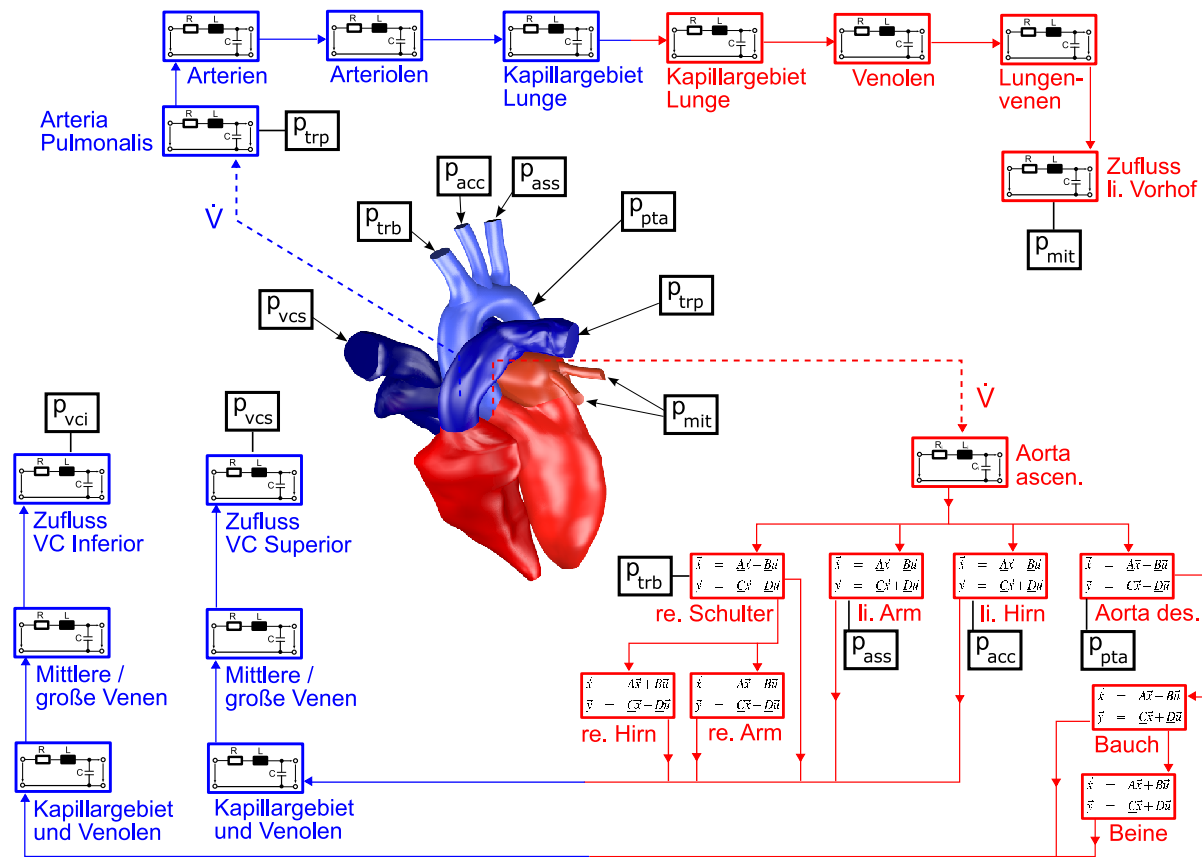 R L C
R L C
R L C
R L C
R L C
R L C
Arterien
Arteriolen
Kapillargebiet
Lunge
Kapillargebiet
Lunge
Venolen
Lungen-
venen
Arteria
Pulmonalis
R L C
p_trp
R L C
Zufluss
li. Vorhof
p_mit
V̇
p_trb
p_acc
p_ass
p_pta
p_vcs
p_trp
p_mit
V̇
p_vci
p_vcs
R L C
R L C
Zufluss
VC Inferior
Zufluss
VC Superior
R L C
Aorta
ascen.
p_trb
re. Schulter
li. Arm
li. Hirn
Aorta des.
p_ass
p_acc
p_pta
R L C
R L C
Mittlere /
große Venen
Mittlere /
große Venen
re. Hirn
re. Arm
Bauch
R L C
R L C
Kapillargebiet
und Venolen
Kapillargebiet
und Venolen
Beine